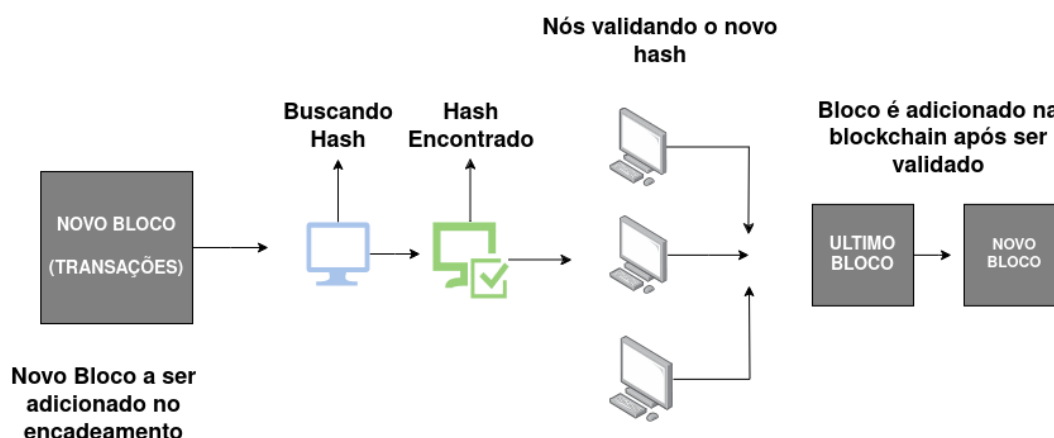 Nós validando o novo
hash
Buscando
Hash
Hash
Encontrado
Bloco é adicionado na
blockchain após ser
validado
NOVO BLOCO
(TRANSAÇÕES)
ULTIMO
BLOCO
NOVO
BLOCO
Novo Bloco a ser
adicionado no
encadeamento